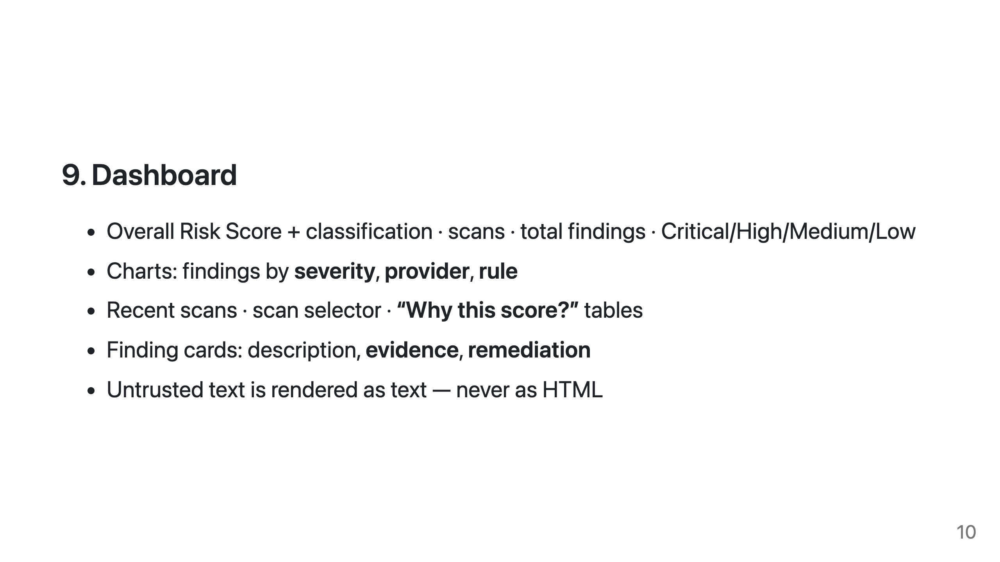 9. Dashboard
• Overall Risk Score + classification · scans · total findings · Critical/High/Medium/Low
• Charts: findings by severity, provider, rule
• Recent scans · scan selector · “Why this score?” tables
• Finding cards: description, evidence, remediation
• Untrusted text is rendered as text — never as HTML
10